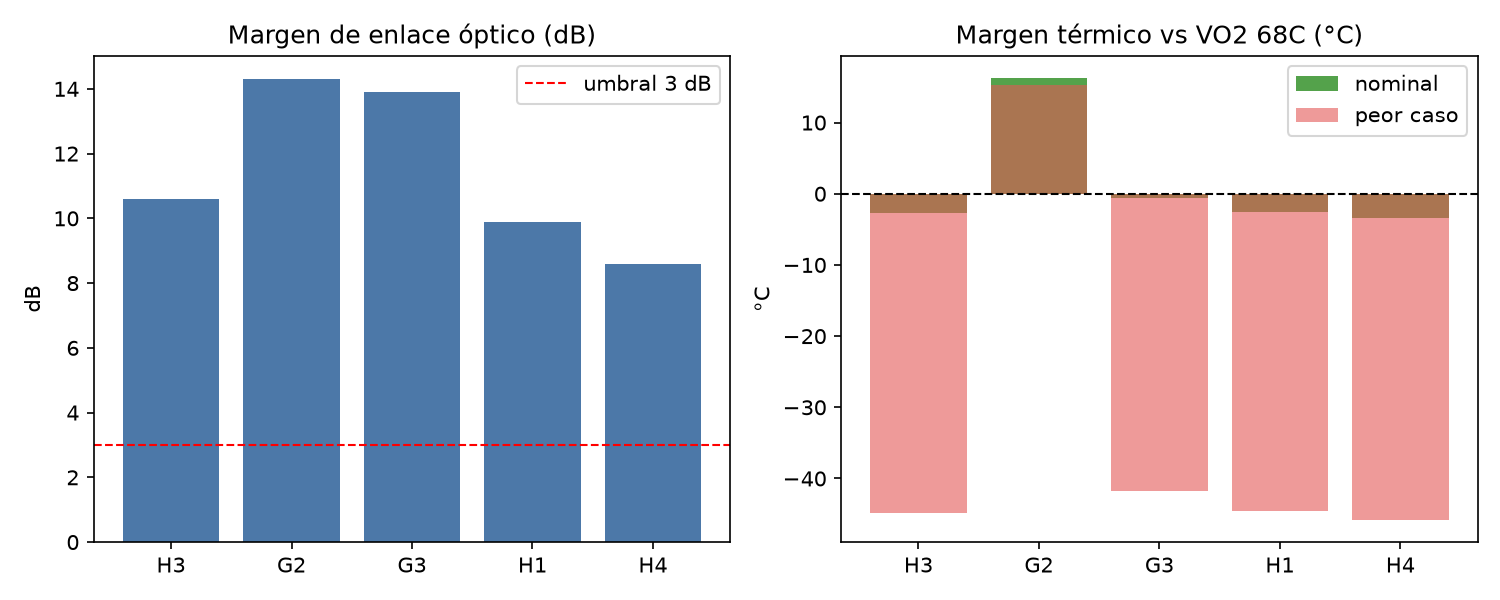 Margen de enlace óptico (dB)
dB
14
12
10
8
6
4
2
0
umbral 3 dB
H3 G2 G3 H1 H4
Margen térmico vs VO2 68C (°C)
°C
10
0
−10
−20
−30
−40
nominal
peor caso
H3 G2 G3 H1 H4